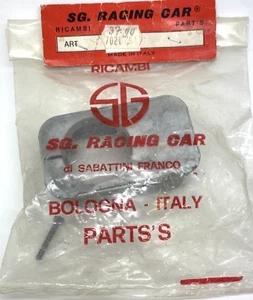 SG. RACING CAR®
RICAMBI PART'S
ART
MADE IN ITALY
RICAMBI
SG
SG. RACING CAR
di SABATTINI FRANCO
BOLOGNA - ITALY
PARTS'S